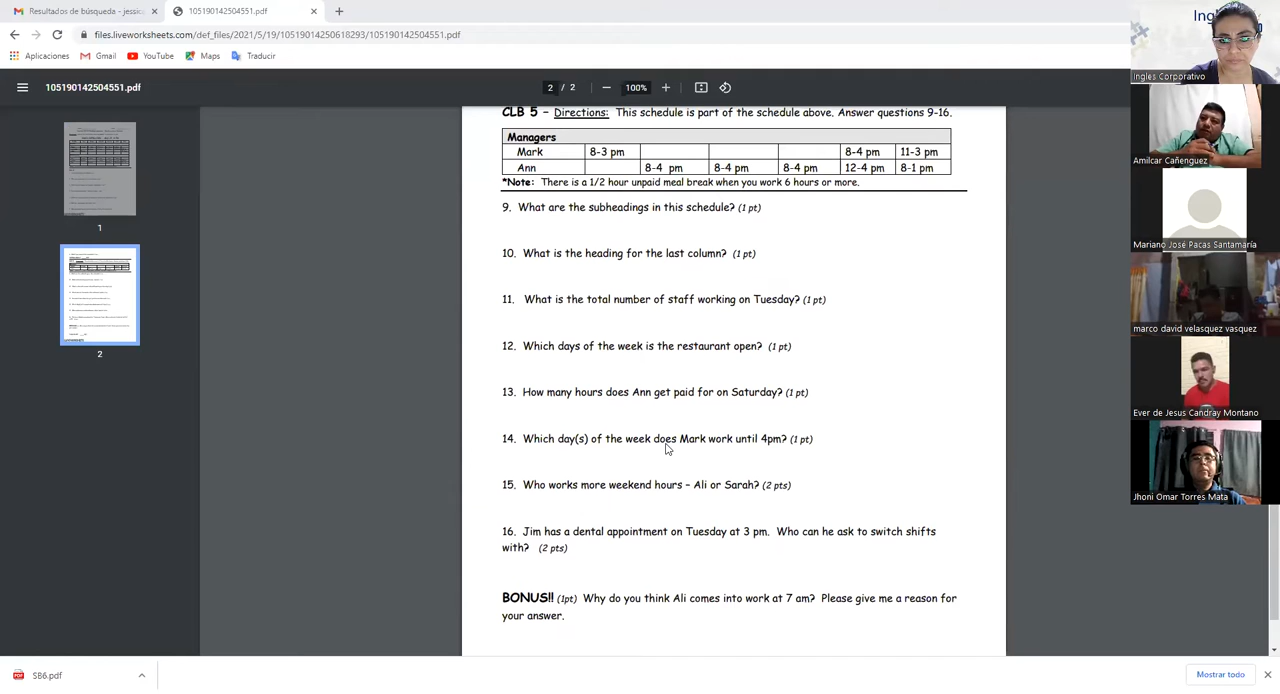 Resultados de búsqueda - jessic
105190142504551.pdf
files.liveworksheets.com/def_files/2021/5/19/10519014250618293/105190142504551.pdf
Aplicaciones
Gmail
YouTube
Maps
Traducir
105190142504551.pdf
2 / 2
100%
1
2
CLB 5 – Directions: This schedule is part of the schedule above. Answer questions 9-16.
Managers
Mark 8-3 pm 8-4 pm 11-3 pm
Ann 8-4 pm 8-4 pm 8-4 pm 12-4 pm 8-1 pm
*Note: There is a 1/2 hour unpaid meal break when you work 6 hours or more.
9. What are the subheadings in this schedule? (1 pt)
10. What is the heading for the last column? (1 pt)
11. What is the total number of staff working on Tuesday? (1 pt)
12. Which days of the week is the restaurant open? (1 pt)
13. How many hours does Ann get paid for on Saturday? (1 pt)
14. Which day(s) of the week does Mark work until 4pm? (1 pt)
15. Who works more weekend hours – Ali or Sarah? (2 pts)
16. Jim has a dental appointment on Tuesday at 3 pm. Who can he ask to switch shifts
with? (2 pts)
BONUS!! (1pt) Why do you think Ali comes into work at 7 am? Please give me a reason for
your answer.
Ingles Corporativo
Amilcar Cañenguez
Mariano José Pacas Santamaría
marco david velasquez vasquez
Ever de Jesus Candray Montano
Jhoni Omar Torres Mata
SB6.pdf
Mostrar todo